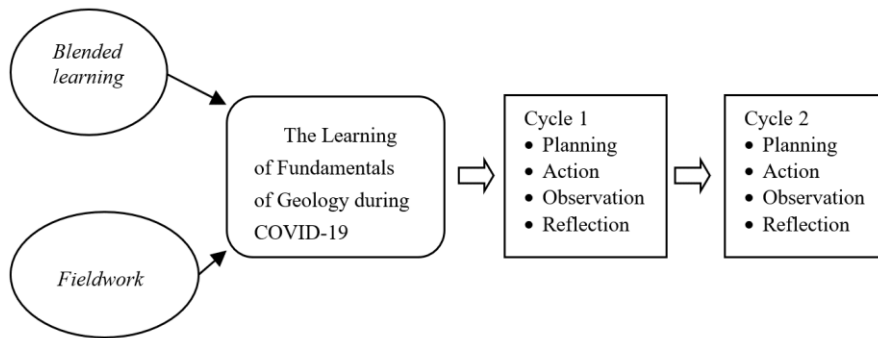 Blended
learning
Fieldwork
The Learning
of Fundamentals
of Geology during
COVID-19
Cycle 1
• Planning
• Action
• Observation
• Reflection
Cycle 2
• Planning
• Action
• Observation
• Reflection